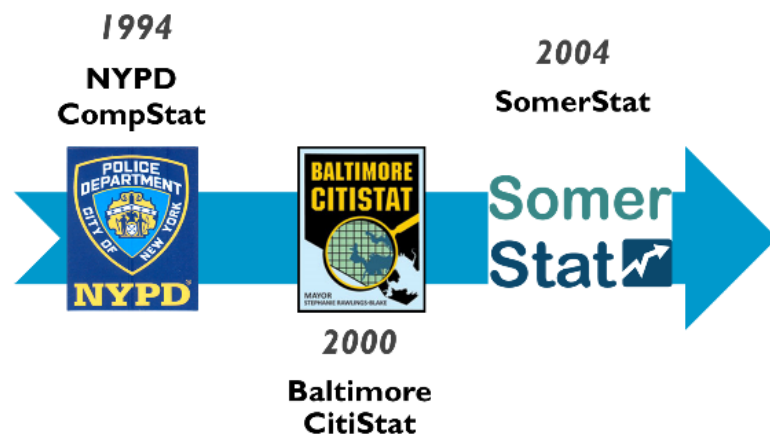 1994
NYPD
CompStat
POLICE
DEPARTMENT
CITY OF
NEW YORK
NYPD
BALTIMORE
CITISTAT
MAYOR
STEPHANIE RAWLINGS-BLAKE
2000
Baltimore
CitiStat
2004
SomerStat
Somer
Stat